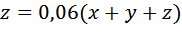 z = 0,06(x + y + z)